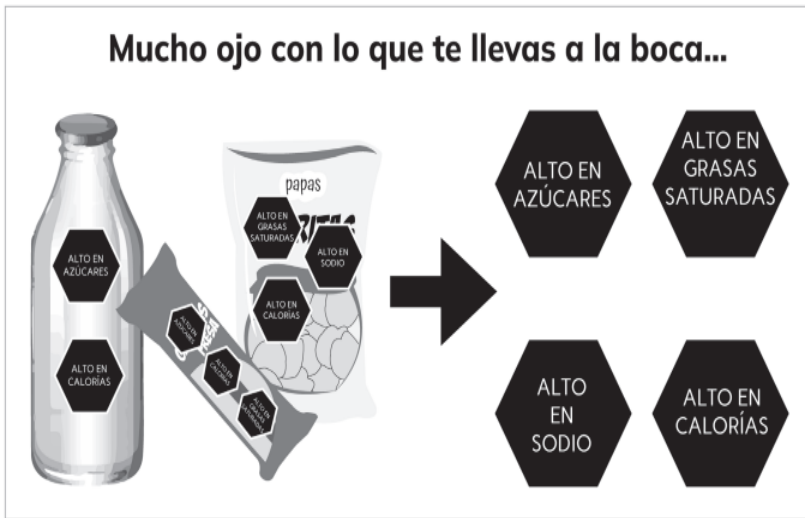 Mucho ojo con lo que te llevas a la boca...
ALTO EN
AZÚCARES
ALTO EN
CALORÍAS
ALTO EN
AZÚCARES
ALTO EN
CALORÍAS
ALTO EN
GRASAS
SATURADAS
papas
ALTO EN
GRASAS
SATURADAS
ALTO EN
SODIO
ALTO EN
CALORÍAS
ALTO EN
AZÚCARES
ALTO EN
GRASAS
SATURADAS
ALTO
EN
SODIO
ALTO EN
CALORÍAS